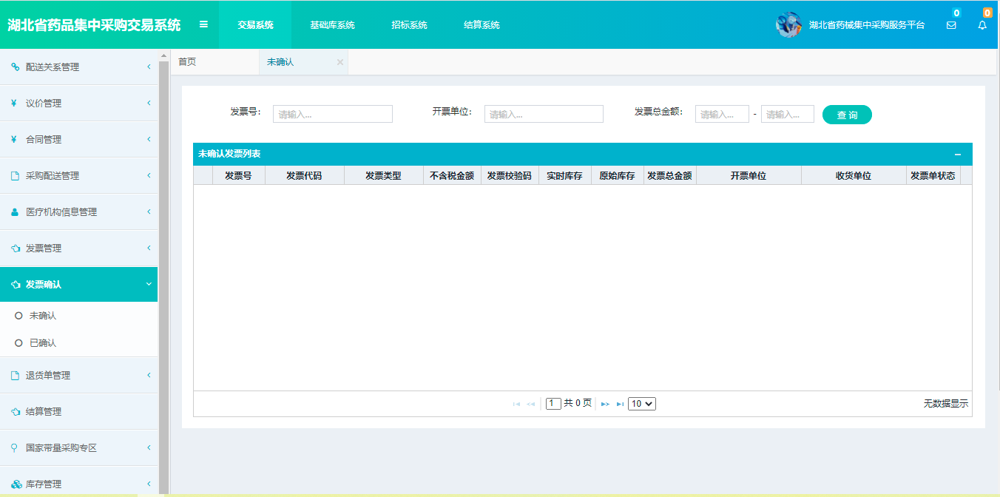 湖北省药品集中采购交易系统
交易系统
基础库系统
招标系统
结算系统
湖北省药械集中采购服务平台
0
0
首页
未确认
配送关系管理
议价管理
合同管理
采购配送管理
医疗机构信息管理
发票管理
发票确认
未确认
已确认
退货单管理
结算管理
国家带量采购专区
库存管理
发票号: 请输入...
开票单位: 请输入...
发票总金额: 请输入... - 请输入...
查 询
未确认发票列表
发票号 发票代码 发票类型 不含税金额 发票校验码 实时库存 原始库存 发票总金额 开票单位 收货单位 发票单状态
1 共 0 页 10 无数据显示